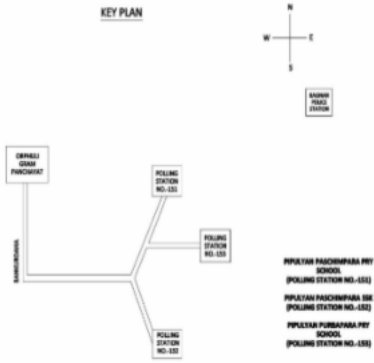 KEY PLAN
N
W E
S
BAGNAN
POLICE
STATION
ORPHULI
GRAM
PANCHAYAT
POLLING
STATION
NO.-151
POLLING
STATION
NO.-153
POLLING
STATION
NO.-152
PIPULYAN PASCHIMPARA PRY
SCHOOL
(POLLING STATION NO.-151)
PIPULYAN PASCHIMPARA SSK
(POLLING STATION NO.-152)
PIPULYAN PURBAPARA PRY
SCHOOL
(POLLING STATION NO.-153)